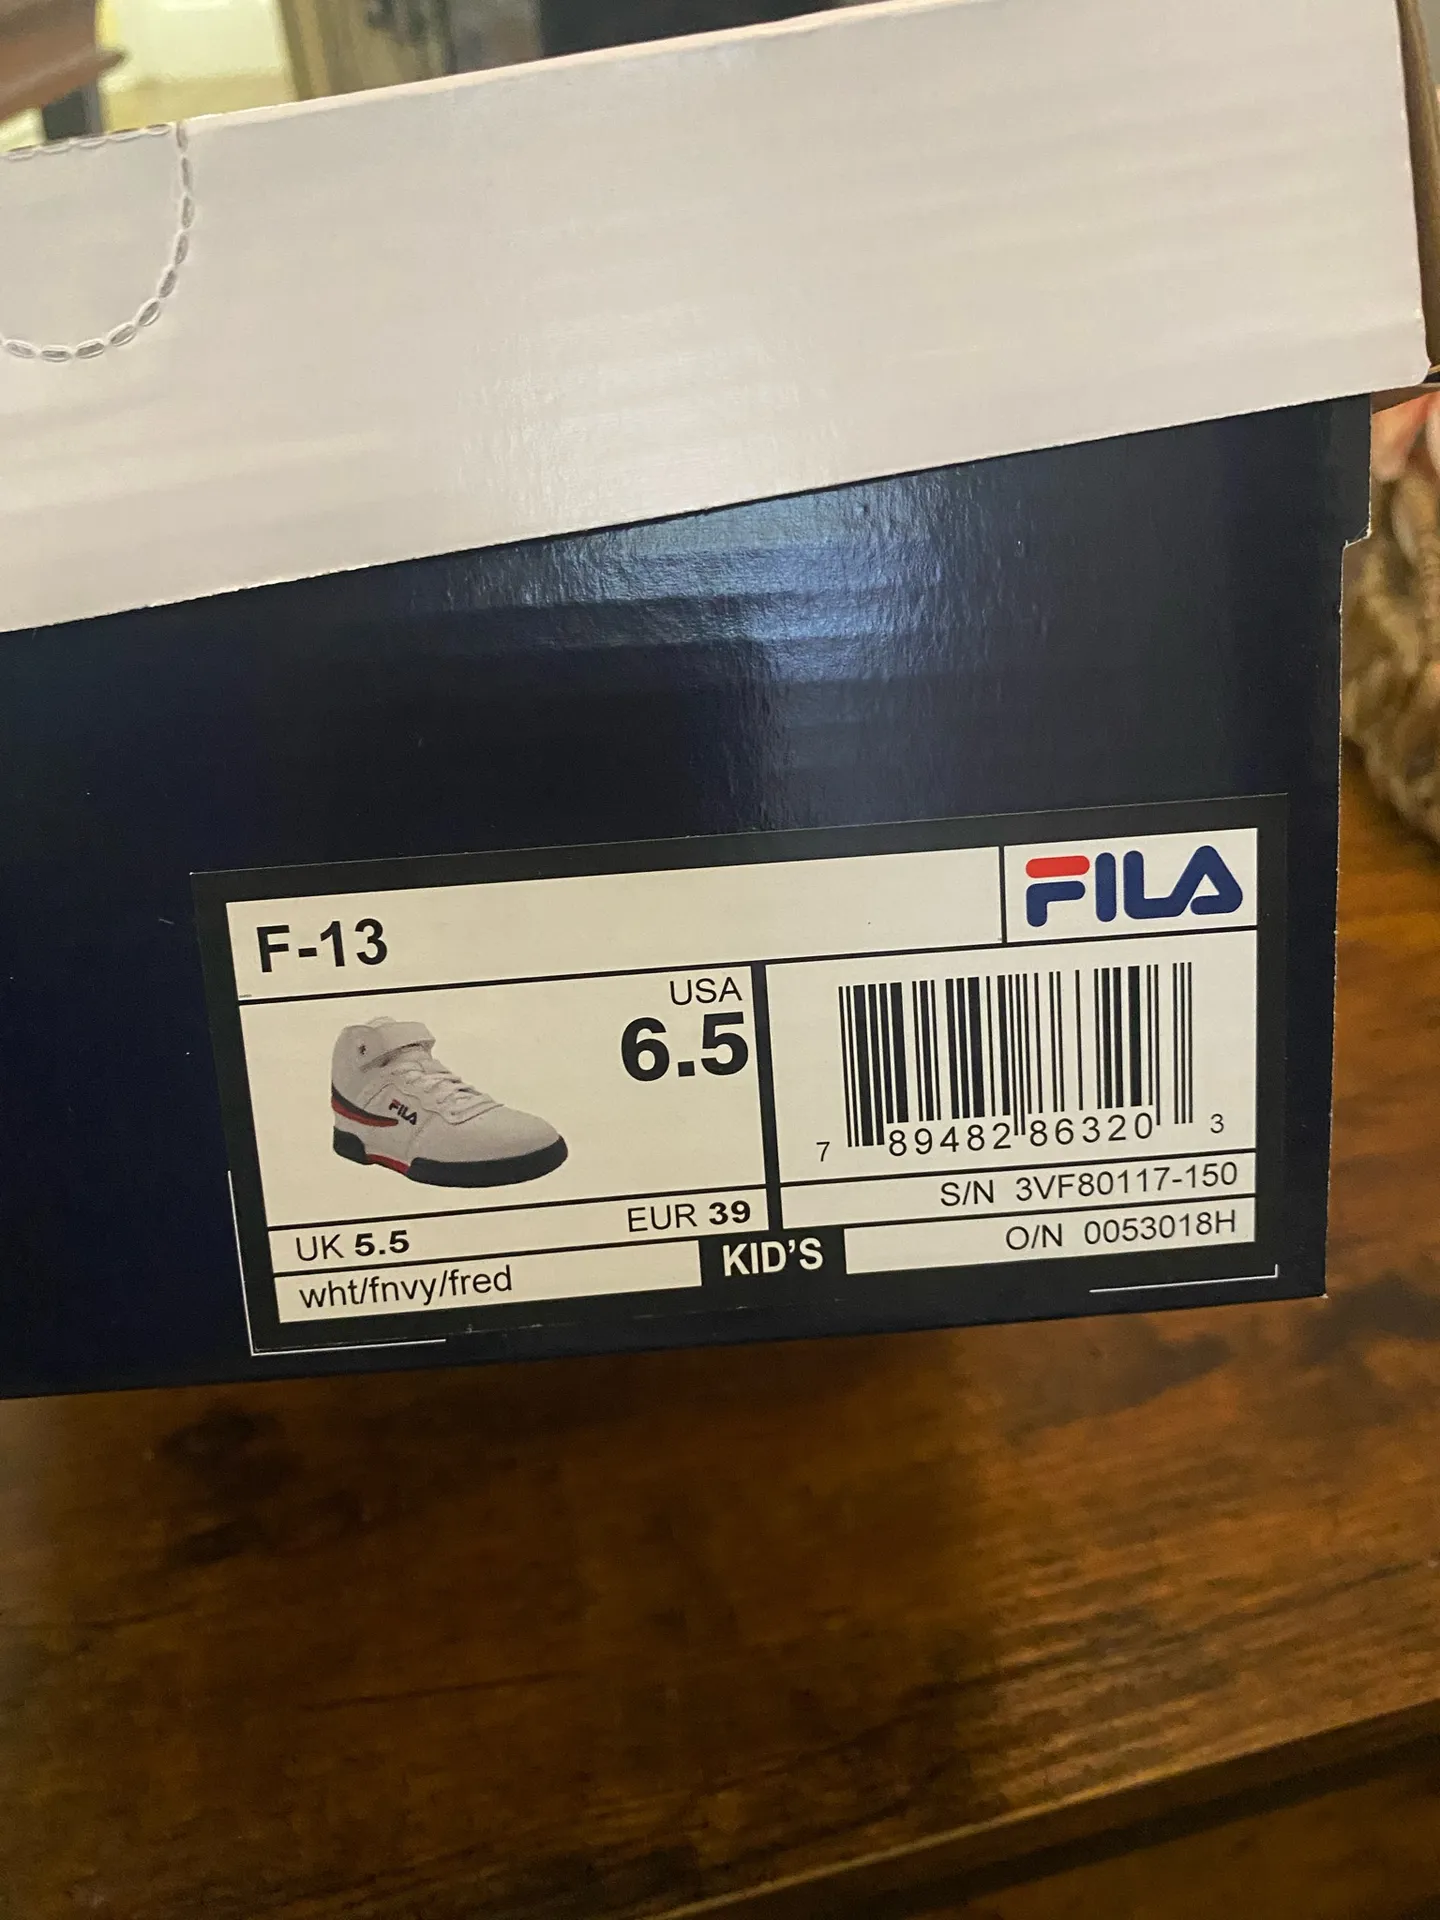 F-13
FILA
USA
6.5
FILA
7 89482 86320 3
S/N 3VF80117-150
UK 5.5 EUR 39
O/N 0053018H
wht/fnvy/fred
KID'S